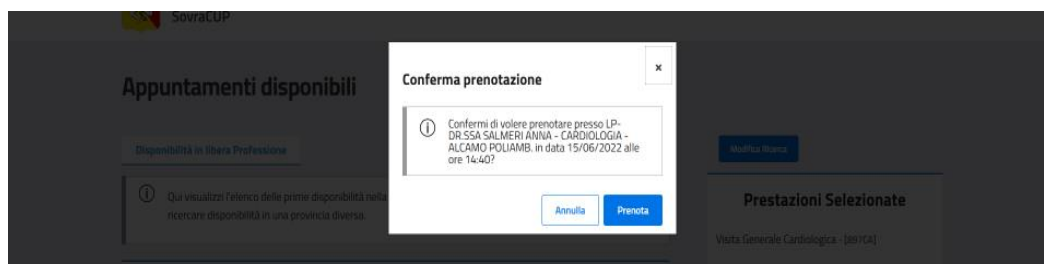 SovraCUP
Appuntamenti disponibili
Disponibilità in libera Professione
Qui visualizzi l'elenco delle prime disponibilità nella
ricercare disponibilità in una provincia diversa.
Conferma prenotazione
x
Confermi di volere prenotare presso LP-
DR.SSA SALMERI ANNA - CARDIOLOGIA -
ALCAMO POLIAMB. in data 15/06/2022 alle
ore 14:40?
Annulla
Prenota
Modifica Ricerca
Prestazioni Selezionate
Visita Generale Cardiologica - [897CA]